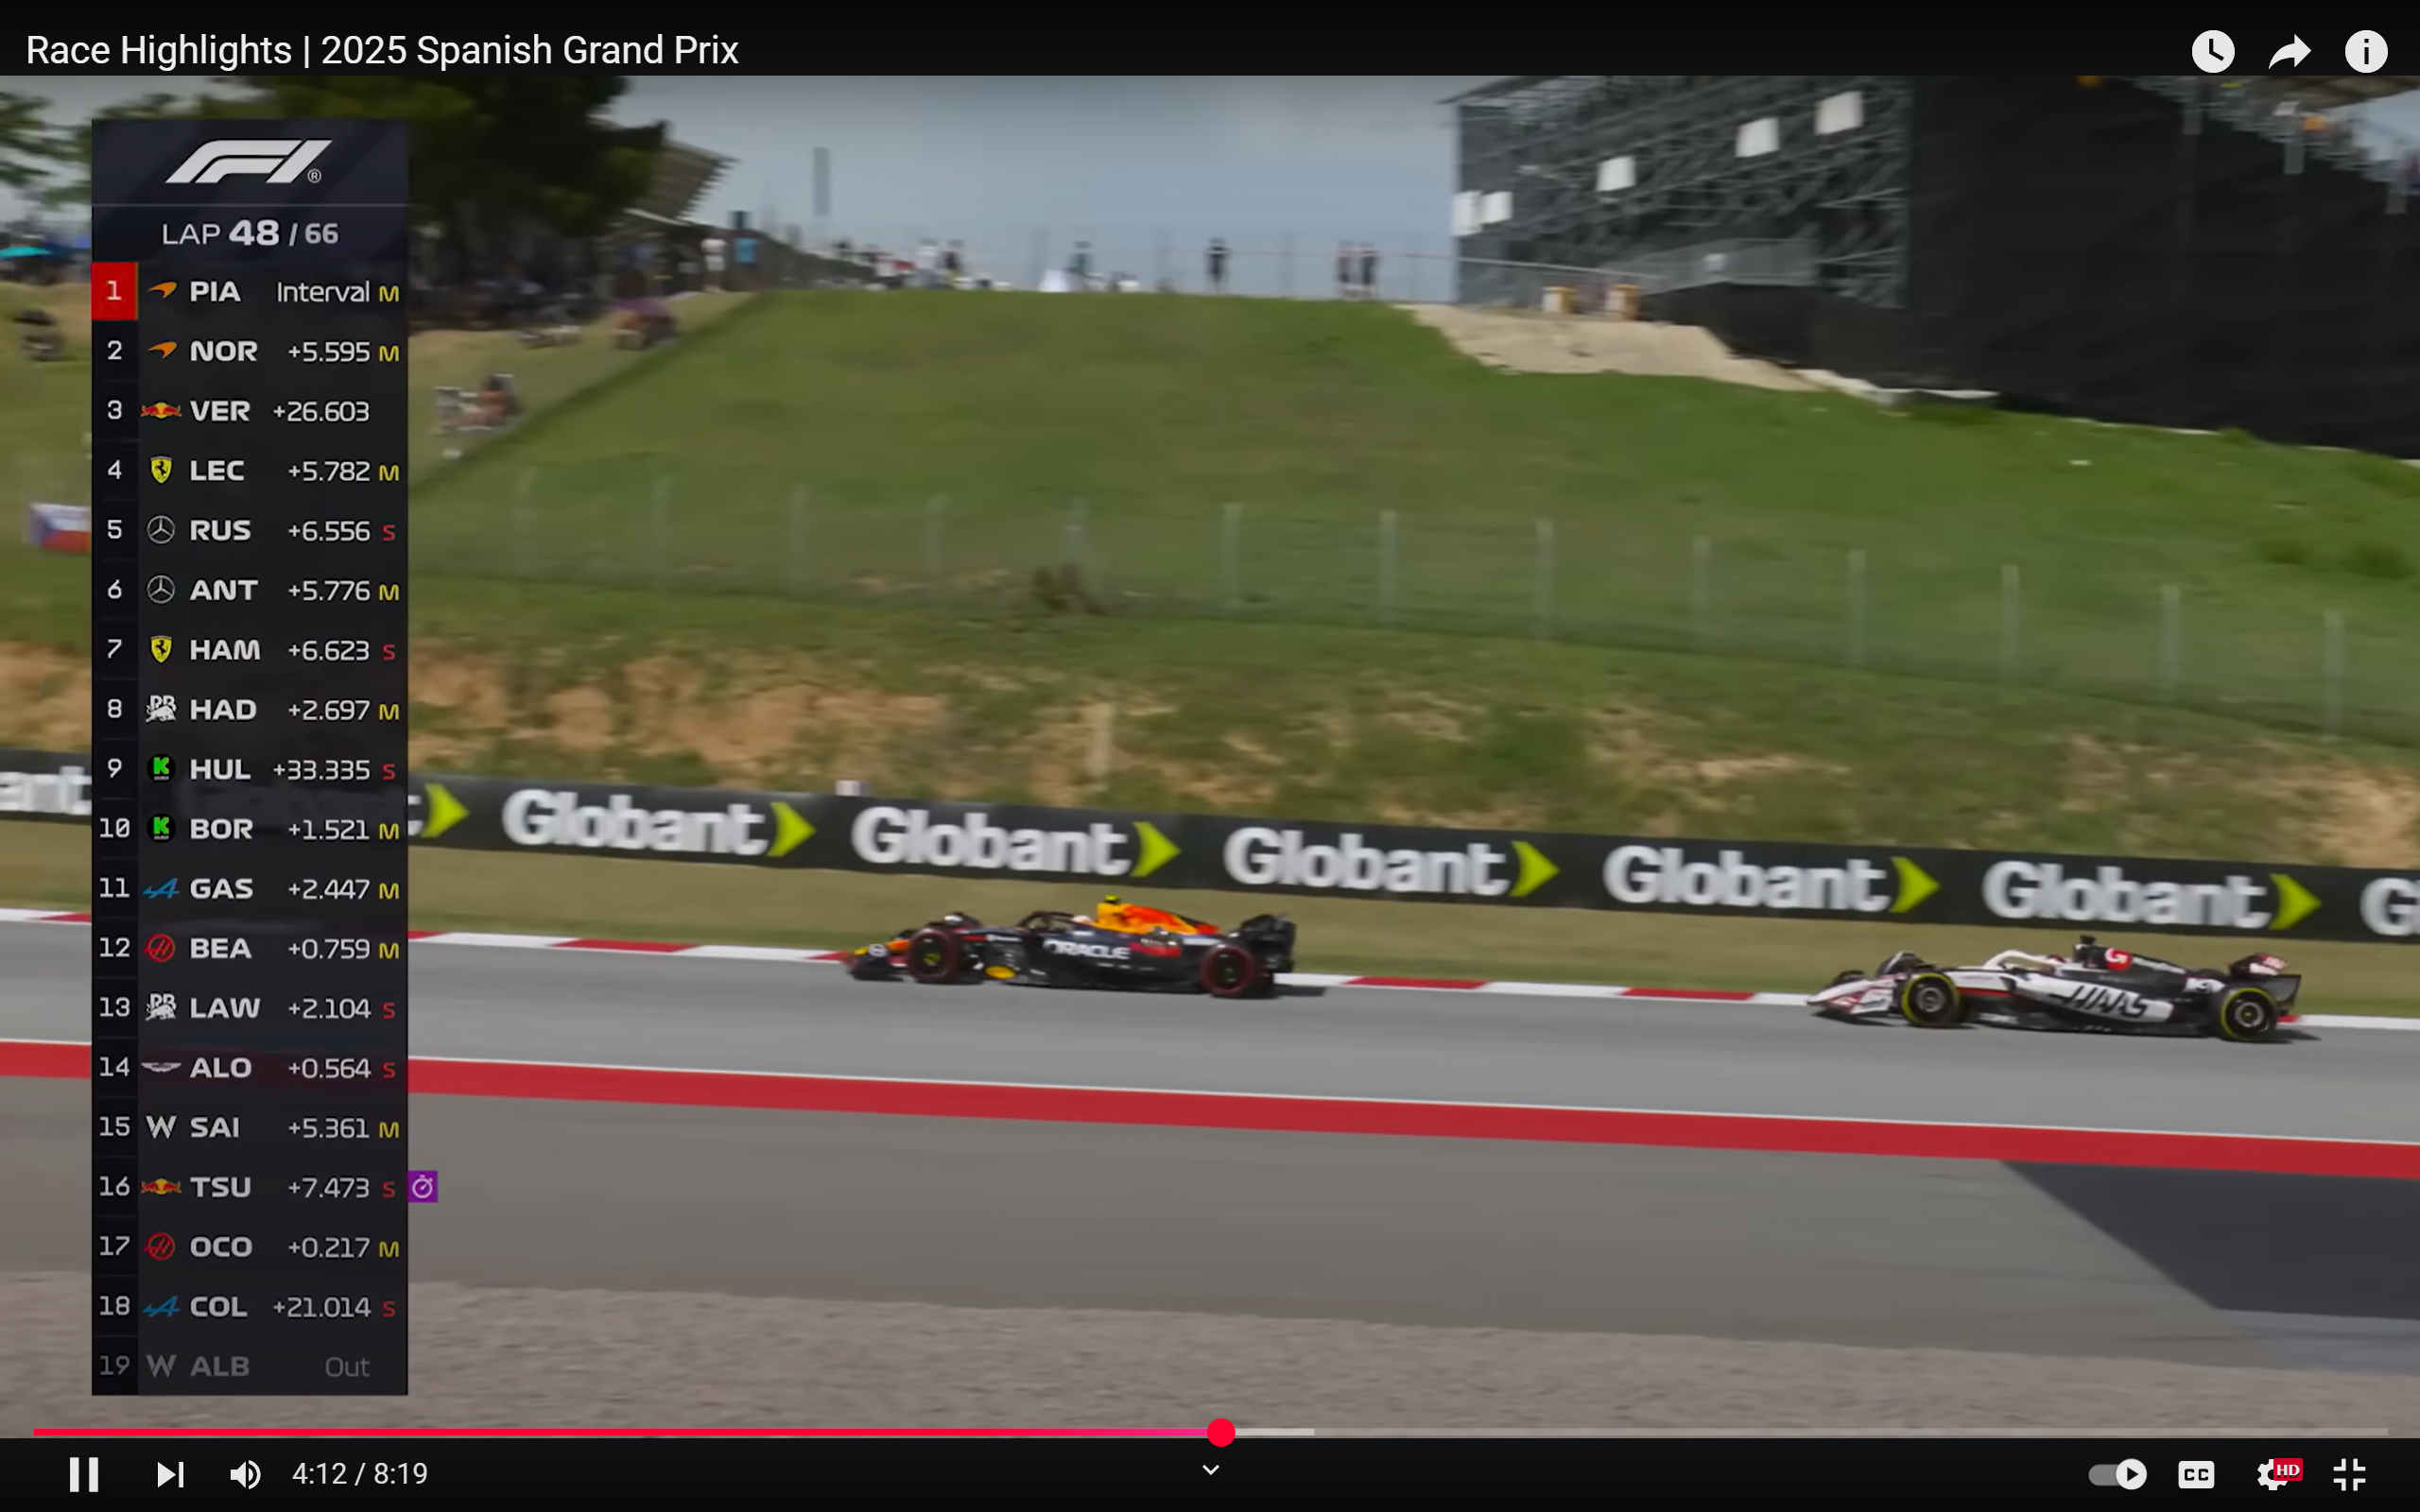 Race Highlights | 2025 Spanish Grand Prix
F1®
LAP 48 / 66
1 PIA Interval M
2 NOR +5.595 M
3 VER +26.603
4 LEC +5.782 M
5 RUS +6.556 S
6 ANT +5.776 M
7 HAM +6.623 S
8 HAD +2.697 M
9 HUL +33.335 S
10 BOR +1.521 M
11 GAS +2.447 M
12 BEA +0.759 M
13 LAW +2.104 S
14 ALO +0.564 S
15 SAI +5.361 M
16 TSU +7.473 S
17 OCO +0.217 M
18 COL +21.014 S
19 ALB Out
Globant Globant Globant Globant Globant
ORACLE
HAAS
4:12 / 8:19
CC
HD